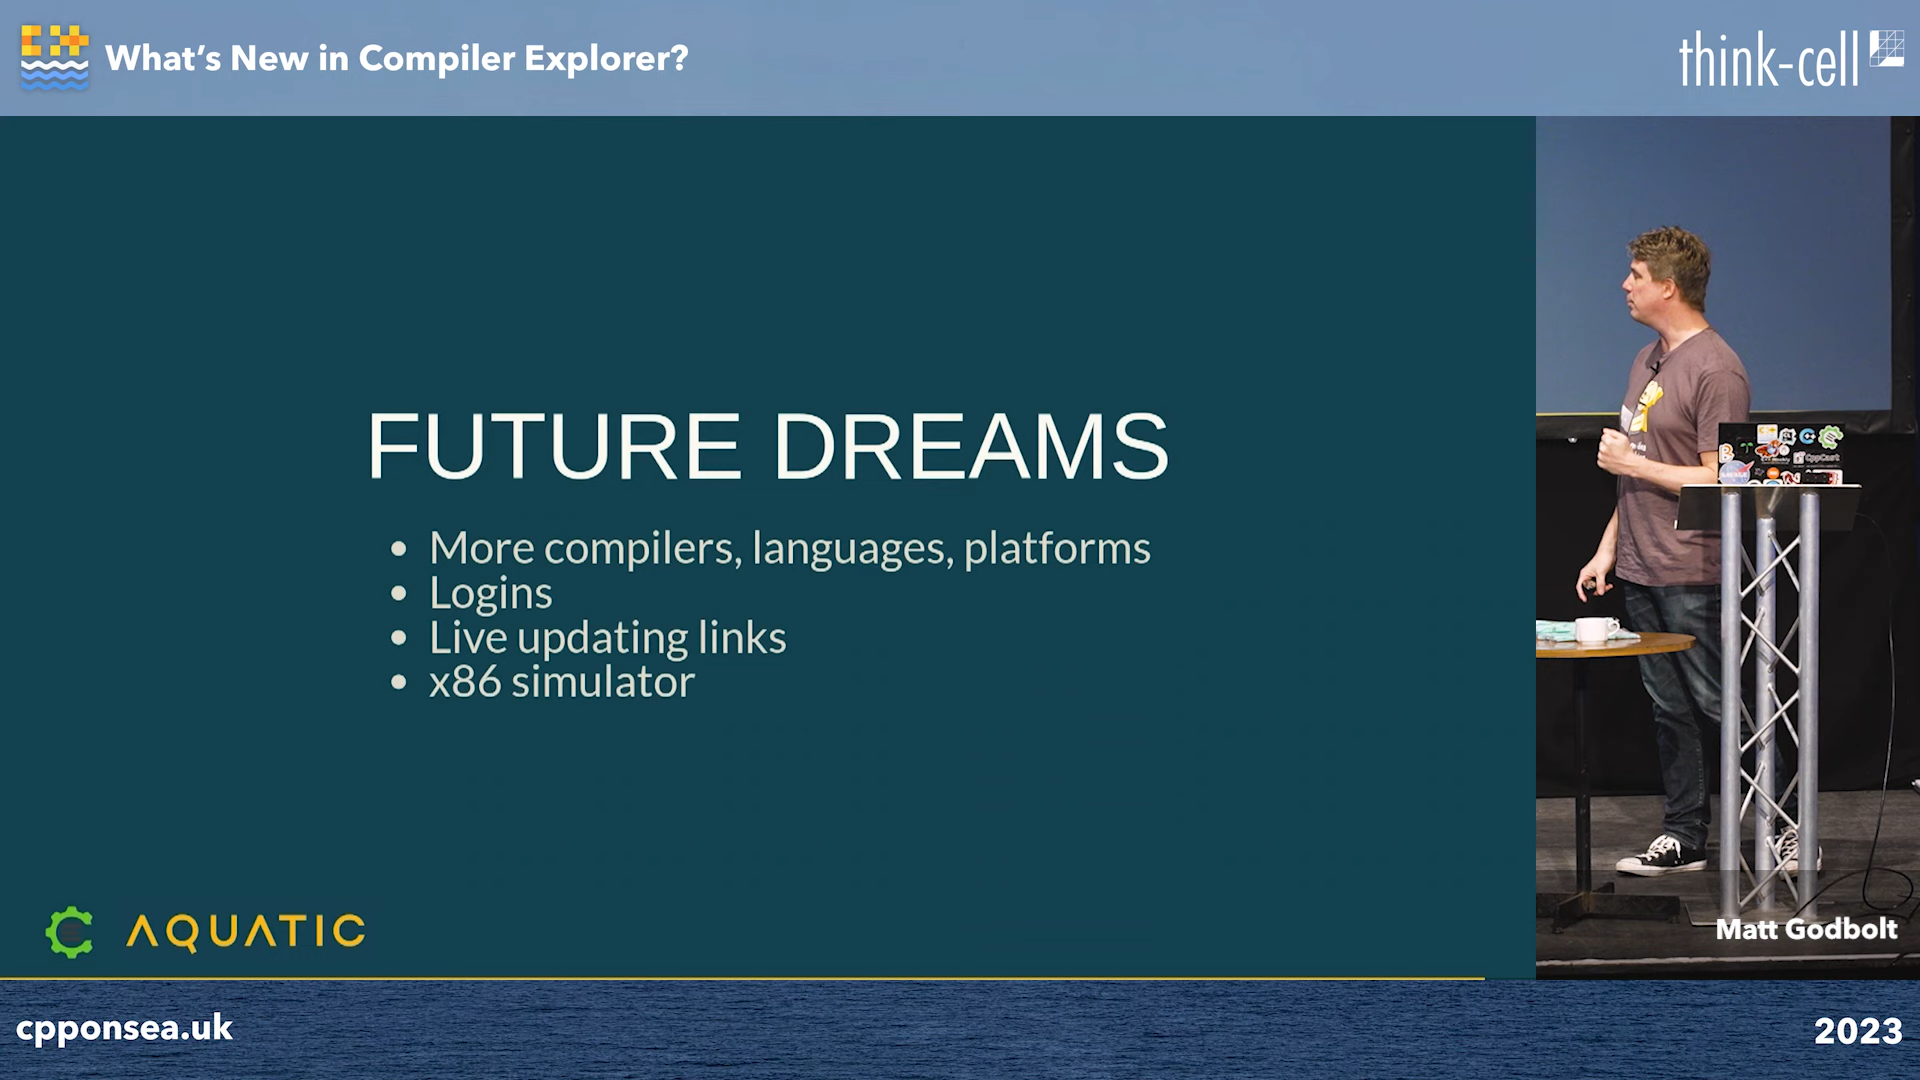 What's New in Compiler Explorer?
think-cell
FUTURE DREAMS
• More compilers, languages, platforms
• Logins
• Live updating links
• x86 simulator
AQUATIC
CppCast
Matt Godbolt
cpponsea.uk
2023